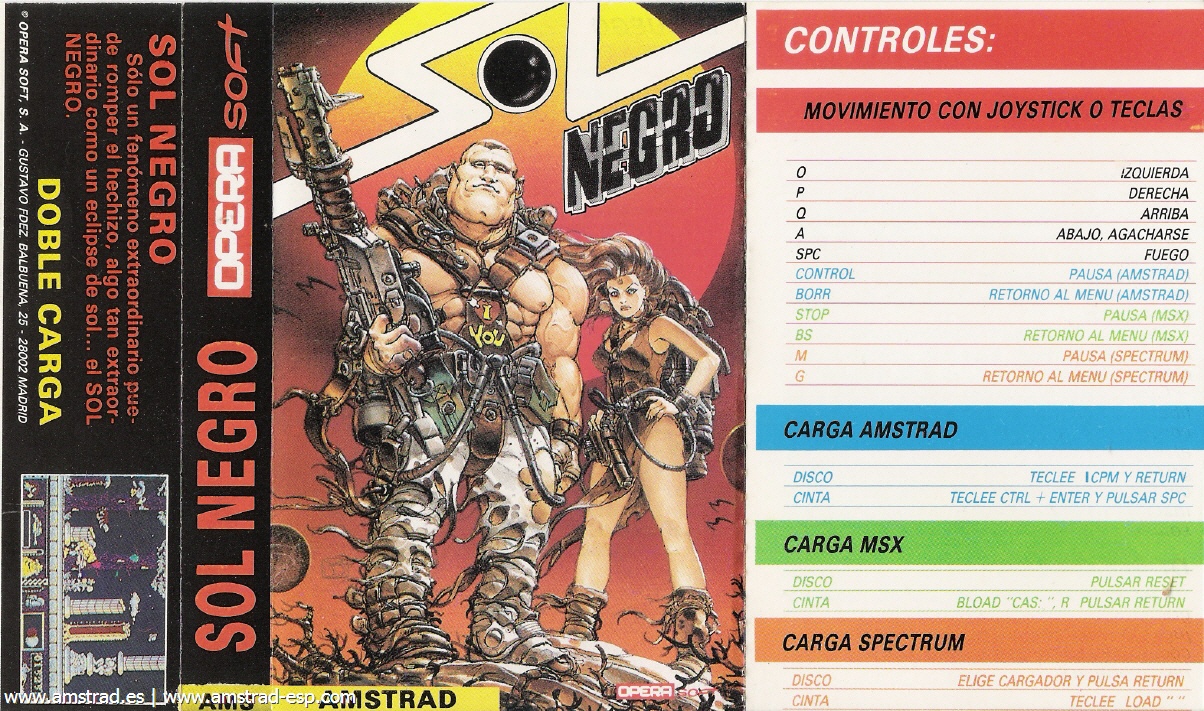 SOL NEGRO
Sólo un fenómeno extraordinario pue-
de romper el hechizo, algo tan extraor-
dinario como un eclipse de sol... el SOL
NEGRO.
DOBLE CARGA
© OPERA SOFT, S. A. - GUSTAVO FDEZ. BALBUENA, 25 - 28002 MADRID
SOL NEGRO OPERA SOFT
AMS
SOL
NEGRO
I
YOU
OPERA SOFT
AMSTRAD
CONTROLES:
MOVIMIENTO CON JOYSTICK O TECLAS
O IZQUIERDA
P DERECHA
Q ARRIBA
A ABAJO, AGACHARSE
SPC FUEGO
CONTROL PAUSA (AMSTRAD)
BORR RETORNO AL MENU (AMSTRAD)
STOP PAUSA (MSX)
BS RETORNO AL MENU (MSX)
M PAUSA (SPECTRUM)
G RETORNO AL MENU (SPECTRUM)
CARGA AMSTRAD
DISCO TECLEE |CPM Y RETURN
CINTA TECLEE CTRL + ENTER Y PULSAR SPC
CARGA MSX
DISCO PULSAR RESET
CINTA BLOAD "CAS: ", R PULSAR RETURN
CARGA SPECTRUM
DISCO ELIGE CARGADOR Y PULSA RETURN
CINTA TECLEE LOAD " "
www.amstrad.es | www.amstrad-esp.com